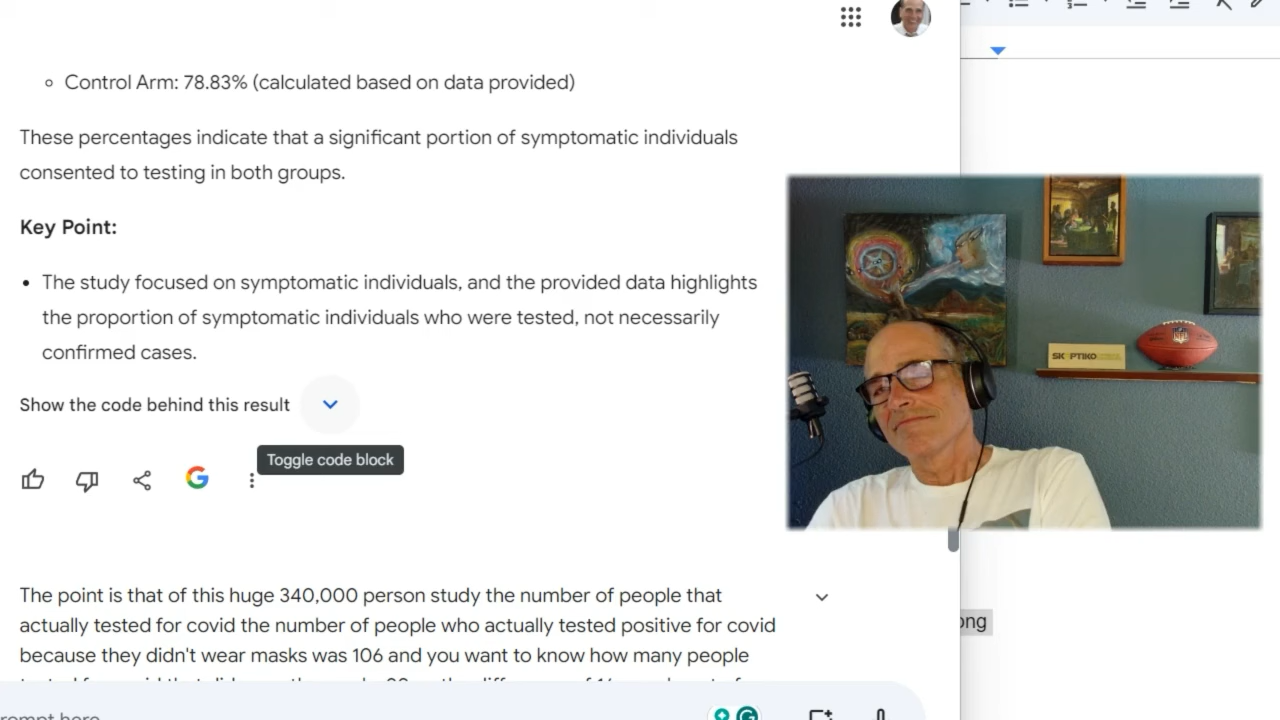 Control Arm: 78.83% (calculated based on data provided)
These percentages indicate that a significant portion of symptomatic individuals
consented to testing in both groups.
Key Point:
The study focused on symptomatic individuals, and the provided data highlights
the proportion of symptomatic individuals who were tested, not necessarily
confirmed cases.
Show the code behind this result
Toggle code block
The point is that of this huge 340,000 person study the number of people that
actually tested for covid the number of people who actually tested positive for covid
because they didn't wear masks was 106 and you want to know how many people
rompt here
ong
SK PTIKO